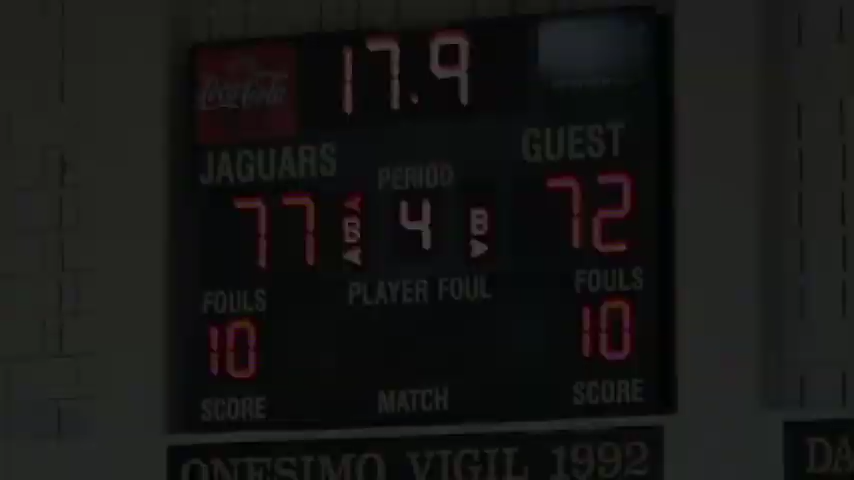 17.9
Coca-Cola
JAGUARS GUEST
PERIOD
77 B 4 B 72
FOULS PLAYER FOUL FOULS
10 10
SCORE MATCH SCORE
ONESIMO VIGIL 1992
DA